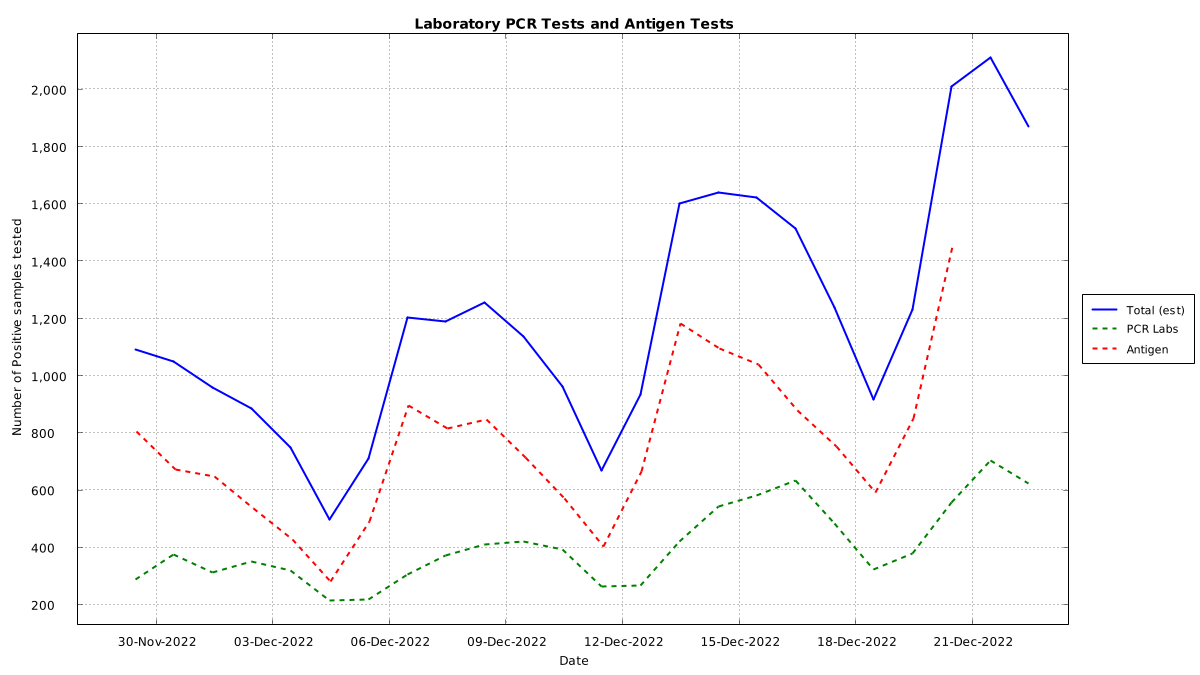 Laboratory PCR Tests and Antigen Tests
Number of Positive samples tested
2,000
1,800
1,600
1,400
1,200
1,000
800
600
400
200
30-Nov-2022 03-Dec-2022 06-Dec-2022 09-Dec-2022 12-Dec-2022 15-Dec-2022 18-Dec-2022 21-Dec-2022
Date
Total (est)
PCR Labs
Antigen